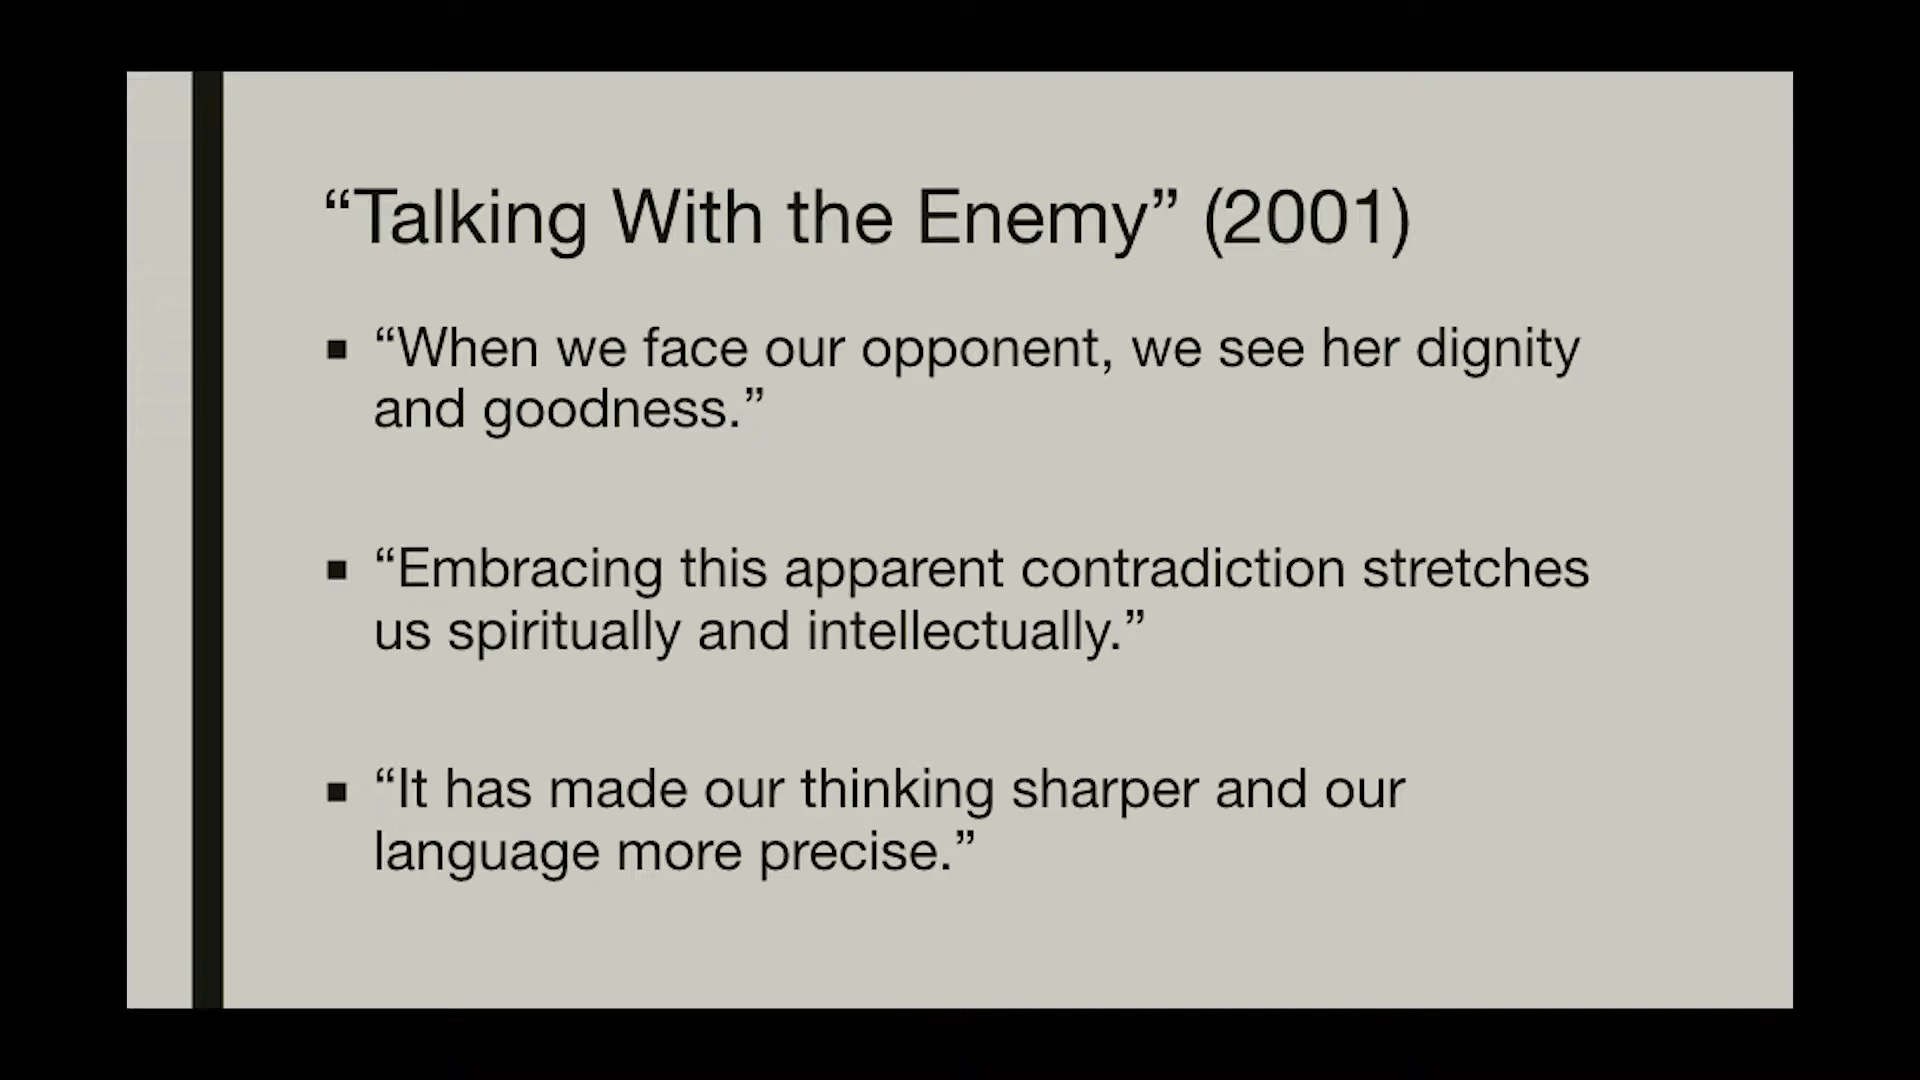 “Talking With the Enemy” (2001)
▪ “When we face our opponent, we see her dignity
and goodness.”
▪ “Embracing this apparent contradiction stretches
us spiritually and intellectually.”
▪ “It has made our thinking sharper and our
language more precise.”